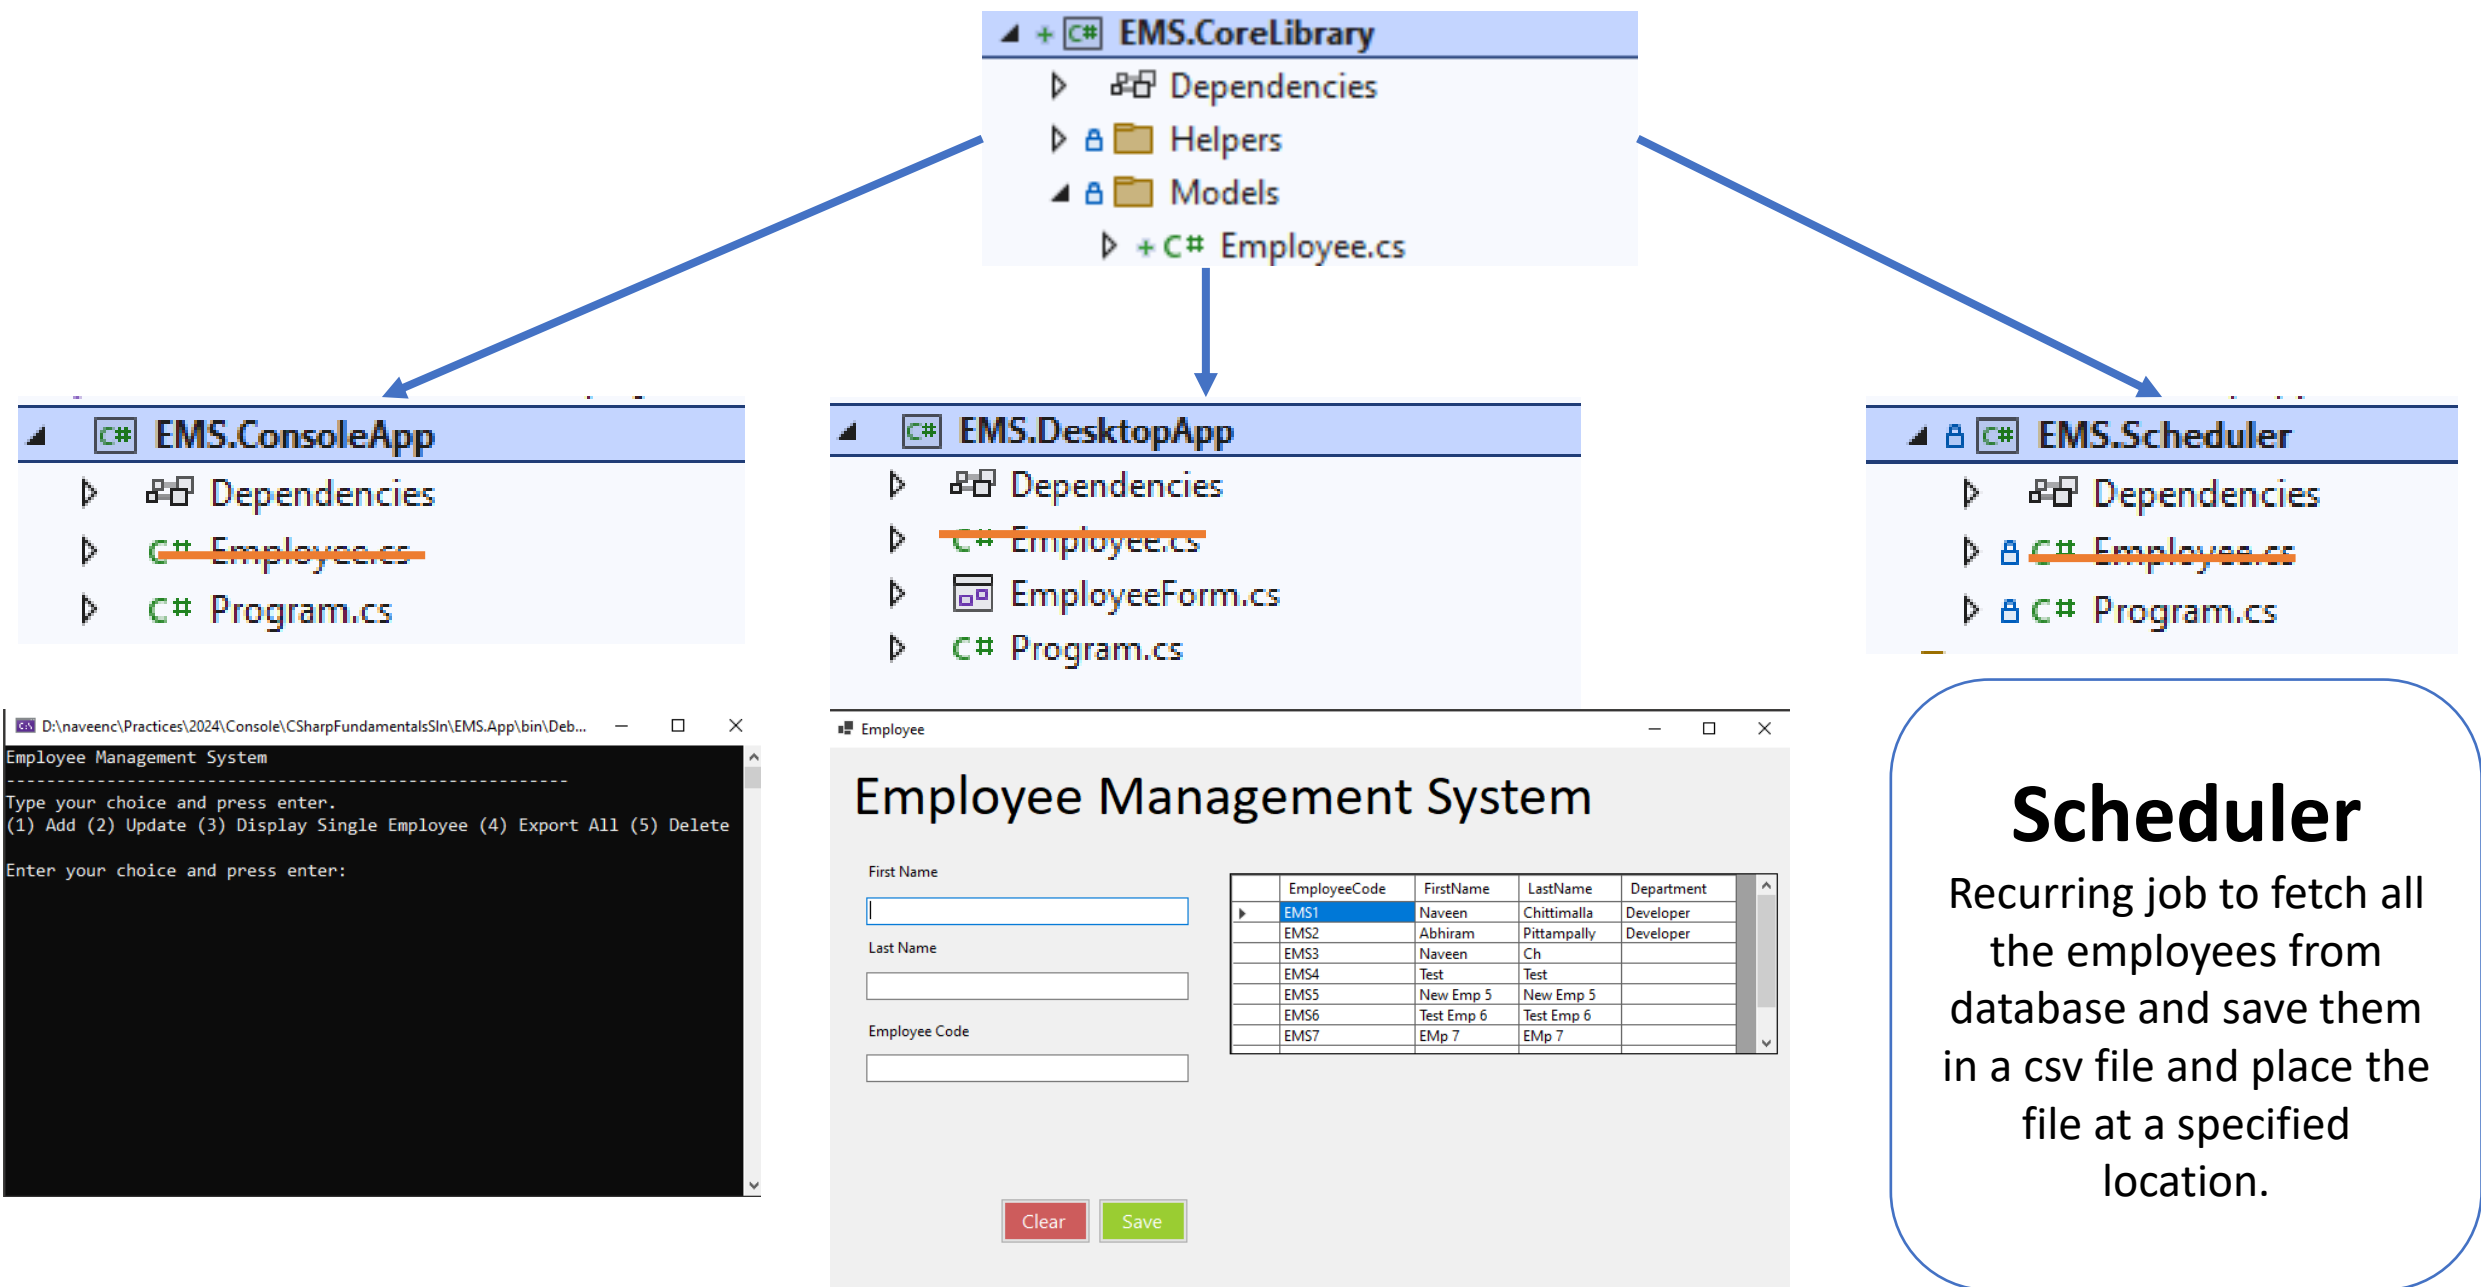 EMS.CoreLibrary
Dependencies
Helpers
Models
C# Employee.cs
EMS.ConsoleApp
Dependencies
C# Employee.cs
C# Program.cs
EMS.DesktopApp
Dependencies
C# Employee.cs
EmployeeForm.cs
C# Program.cs
EMS.Scheduler
Dependencies
C# Employee.cs
C# Program.cs
D:\naveenc\Practices\2024\Console\CSharpFundamentalsSln\EMS.App\bin\Deb...
Employee Management System
--------------------------------------------------------
Type your choice and press enter.
(1) Add (2) Update (3) Display Single Employee (4) Export All (5) Delete
Enter your choice and press enter:
Employee
Employee Management System
First Name
Last Name
Employee Code
EmployeeCode FirstName LastName Department
EMS1 Naveen Chittimalla Developer
EMS2 Abhiram Pittampally Developer
EMS3 Naveen Ch
EMS4 Test Test
EMS5 New Emp 5 New Emp 5
EMS6 Test Emp 6 Test Emp 6
EMS7 EMp 7 EMp 7
Clear Save
Scheduler
Recurring job to fetch all
the employees from
database and save them
in a csv file and place the
file at a specified
location.